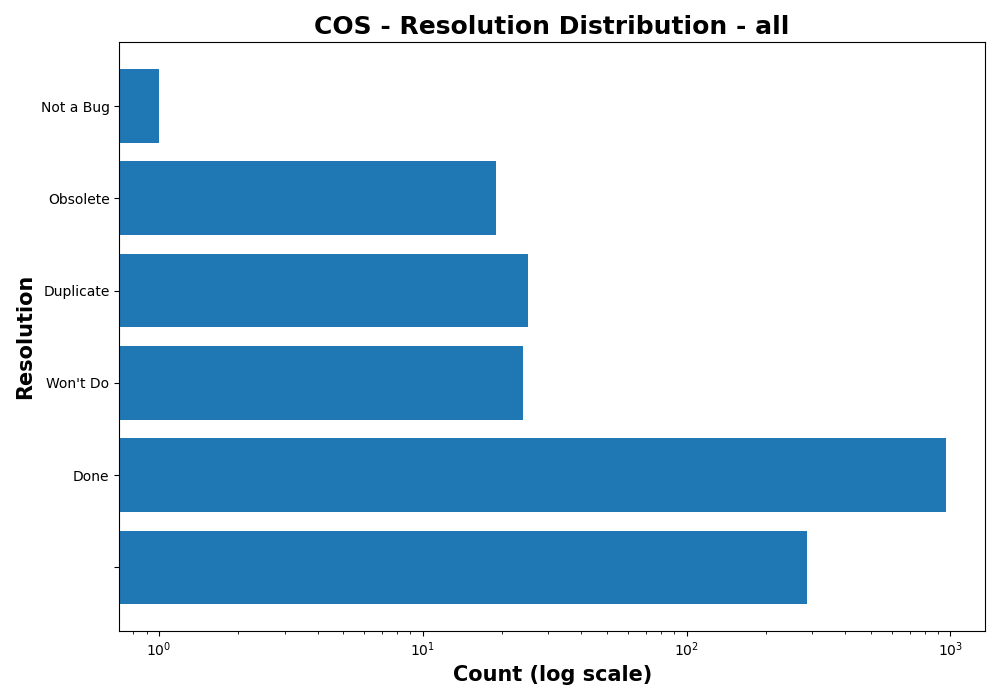 COS - Resolution Distribution - all
Not a Bug
Obsolete
Duplicate
Won't Do
Done
Resolution
10⁰ 10¹ 10² 10³
Count (log scale)